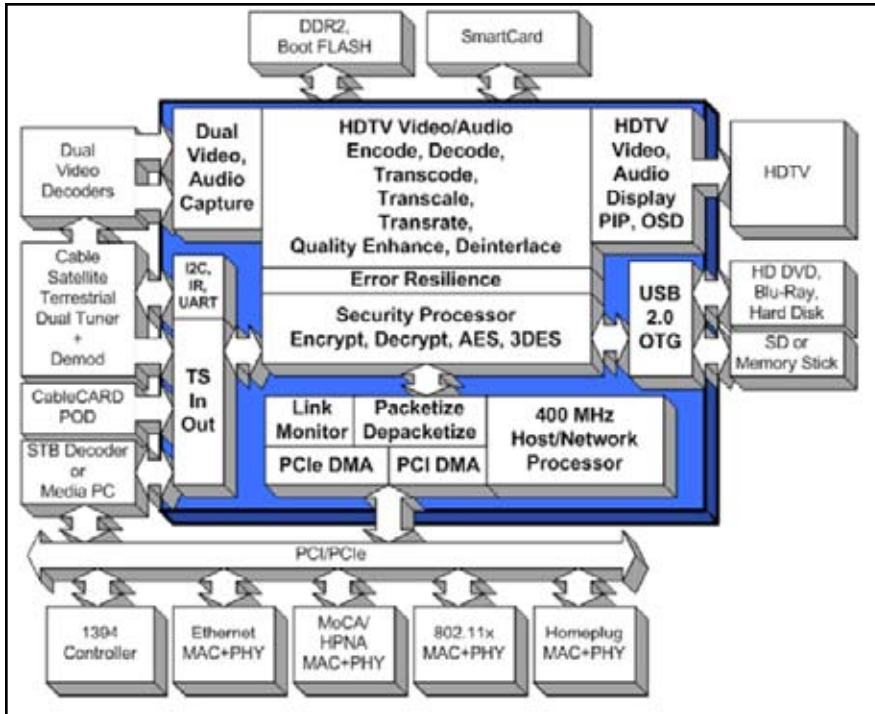 DDR2,
Boot FLASH
SmartCard
Dual
Video
Decoders
Dual
Video,
Audio
Capture
HDTV Video/Audio
Encode, Decode,
Transcode,
Transcale,
Transrate,
Quality Enhance, Deinterlace
HDTV
Video,
Audio
Display
PIP, OSD
HDTV
Cable
Satellite
Terrestrial
Dual Tuner
+
Demod
I2C,
IR,
UART
Error Resilience
Security Processor
Encrypt, Decrypt, AES, 3DES
USB
2.0
OTG
HD DVD,
Blu-Ray,
Hard Disk
SD or
Memory Stick
CableCARD
POD
TS
In
Out
STB Decoder
or
Media PC
Link
Monitor
Packetize
Depacketize
PCIe DMA
PCI DMA
400 MHz
Host/Network
Processor
PCI/PCIe
1394
Controller
Ethernet
MAC+PHY
MoCA/
HPNA
MAC+PHY
802.11x
MAC+PHY
Homeplug
MAC+PHY